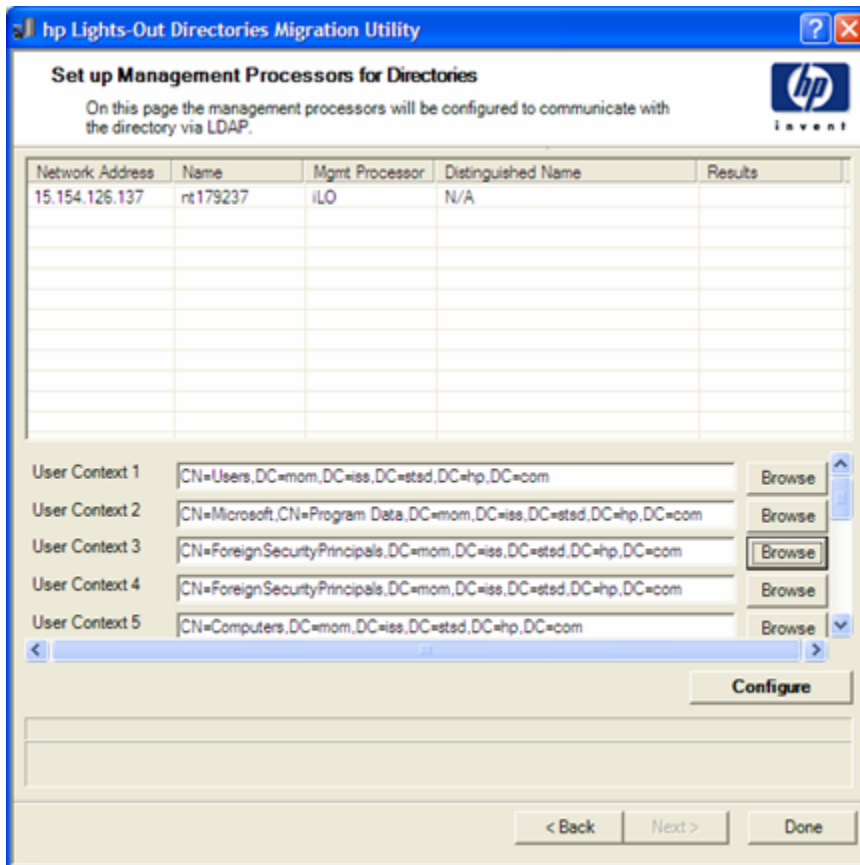 hp Lights-Out Directories Migration Utility
Set up Management Processors for Directories
On this page the management processors will be configured to communicate with
the directory via LDAP.
hp
invent
Network Address Name Mgmt Processor Distinguished Name Results
15.154.126.137 nt179237 iLO N/A
User Context 1 CN=Users,DC=mom,DC=iss,DC=stsd,DC=hp,DC=com Browse
User Context 2 CN=Microsoft,CN=Program Data,DC=mom,DC=iss,DC=stsd,DC=hp,DC=com Browse
User Context 3 CN=ForeignSecurityPrincipals,DC=mom,DC=iss,DC=stsd,DC=hp,DC=com Browse
User Context 4 CN=ForeignSecurityPrincipals,DC=mom,DC=iss,DC=stsd,DC=hp,DC=com Browse
User Context 5 CN=Computers,DC=mom,DC=iss,DC=stsd,DC=hp,DC=com Browse
Configure
< Back Next > Done